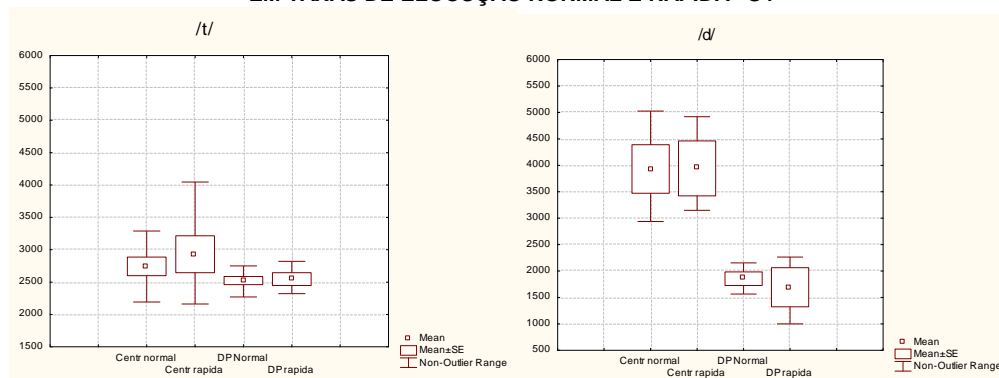 /t/
6000
5500
5000
4500
4000
3500
3000
2500
2000
1500
Centr normal
DP Normal
Centr rapida
DP rapida
Mean
Mean±SE
Non-Outlier Range
/d/
6000
5500
5000
4500
4000
3500
3000
2500
2000
1500
1000
500
Centr normal
DP Normal
Centr rapida
DP rapida
Mean
Mean±SE
Non-Outlier Range